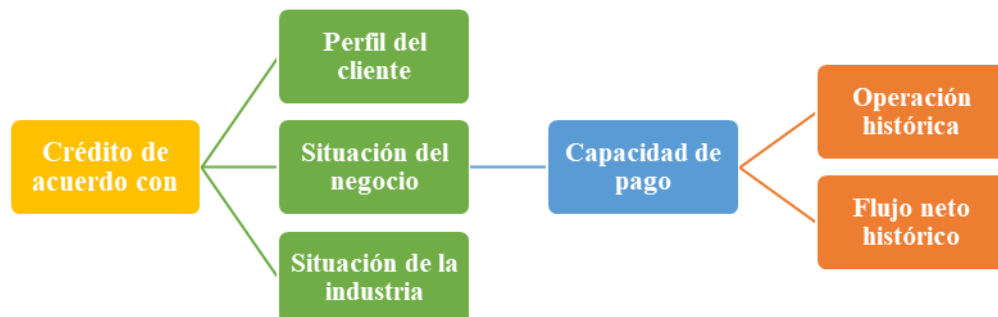 Crédito de
acuerdo con
Perfil del
cliente
Situación del
negocio
Situación de la
industria
Capacidad de
pago
Operación
histórica
Flujo neto
histórico